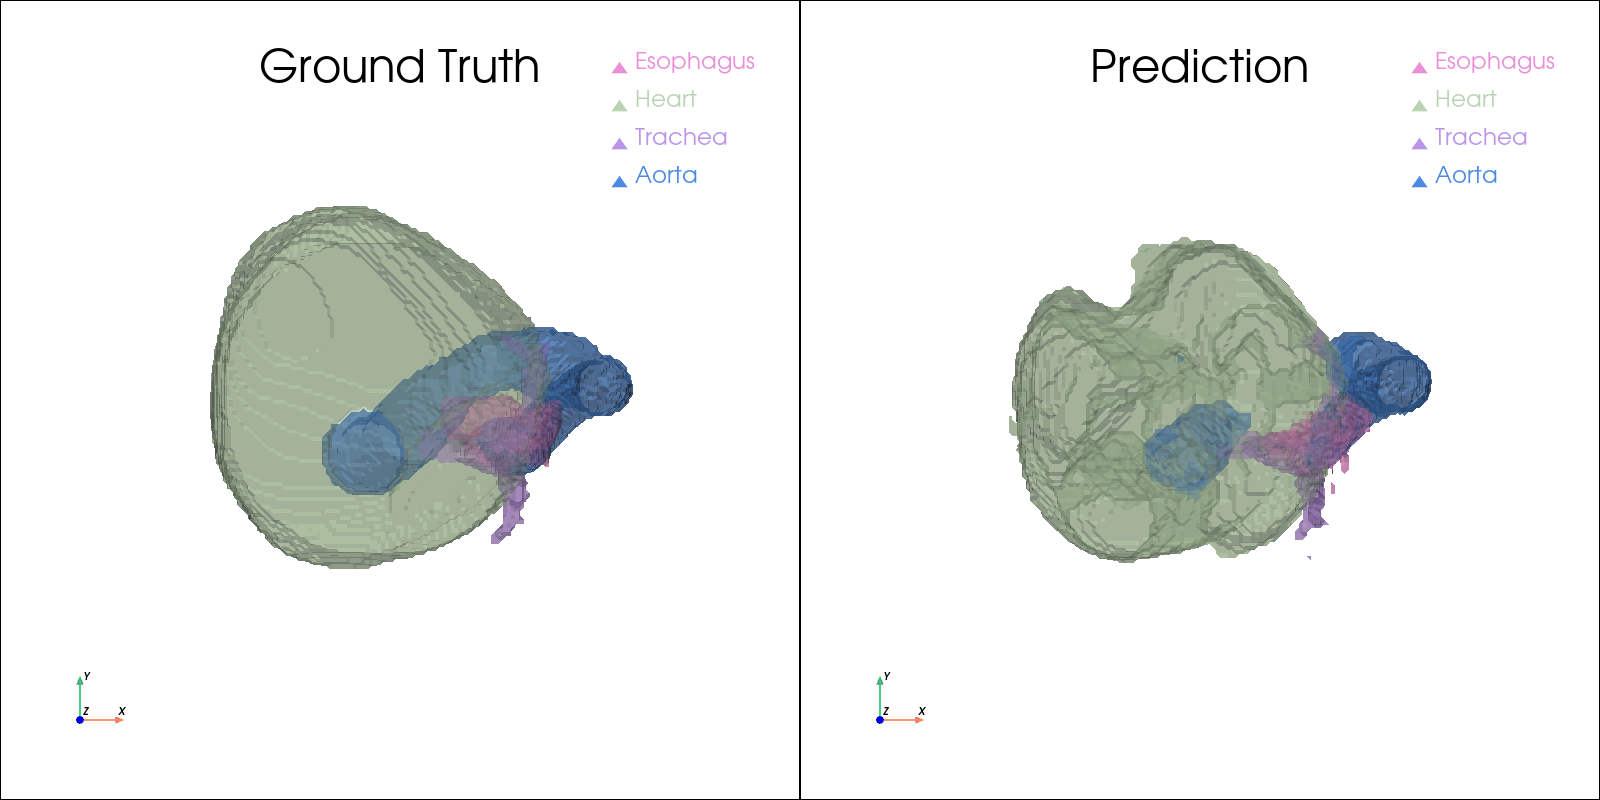 Ground Truth
Esophagus
Heart
Trachea
Aorta
Y
Z
X
Prediction
Esophagus
Heart
Trachea
Aorta
Y
Z
X